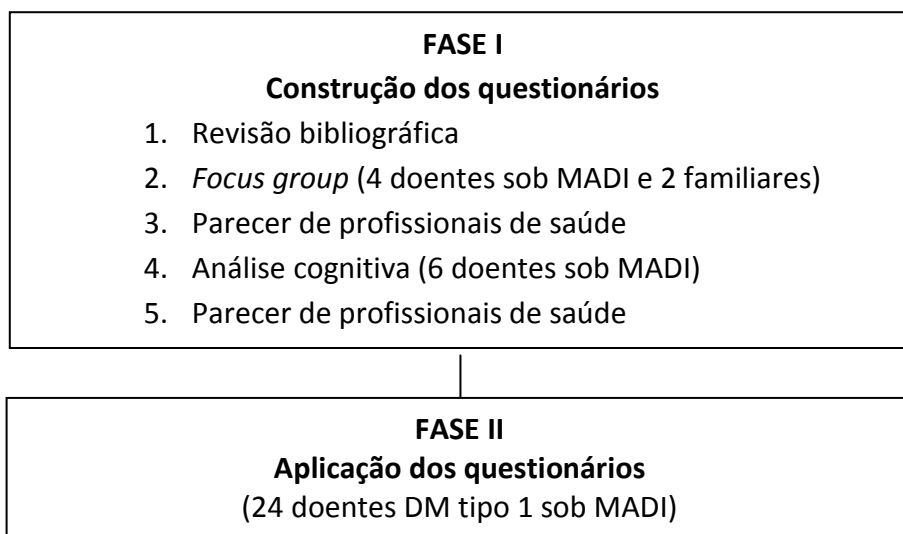 FASE I
Construção dos questionários
1. Revisão bibliográfica
2. Focus group (4 doentes sob MADI e 2 familiares)
3. Parecer de profissionais de saúde
4. Análise cognitiva (6 doentes sob MADI)
5. Parecer de profissionais de saúde
FASE II
Aplicação dos questionários
(24 doentes DM tipo 1 sob MADI)